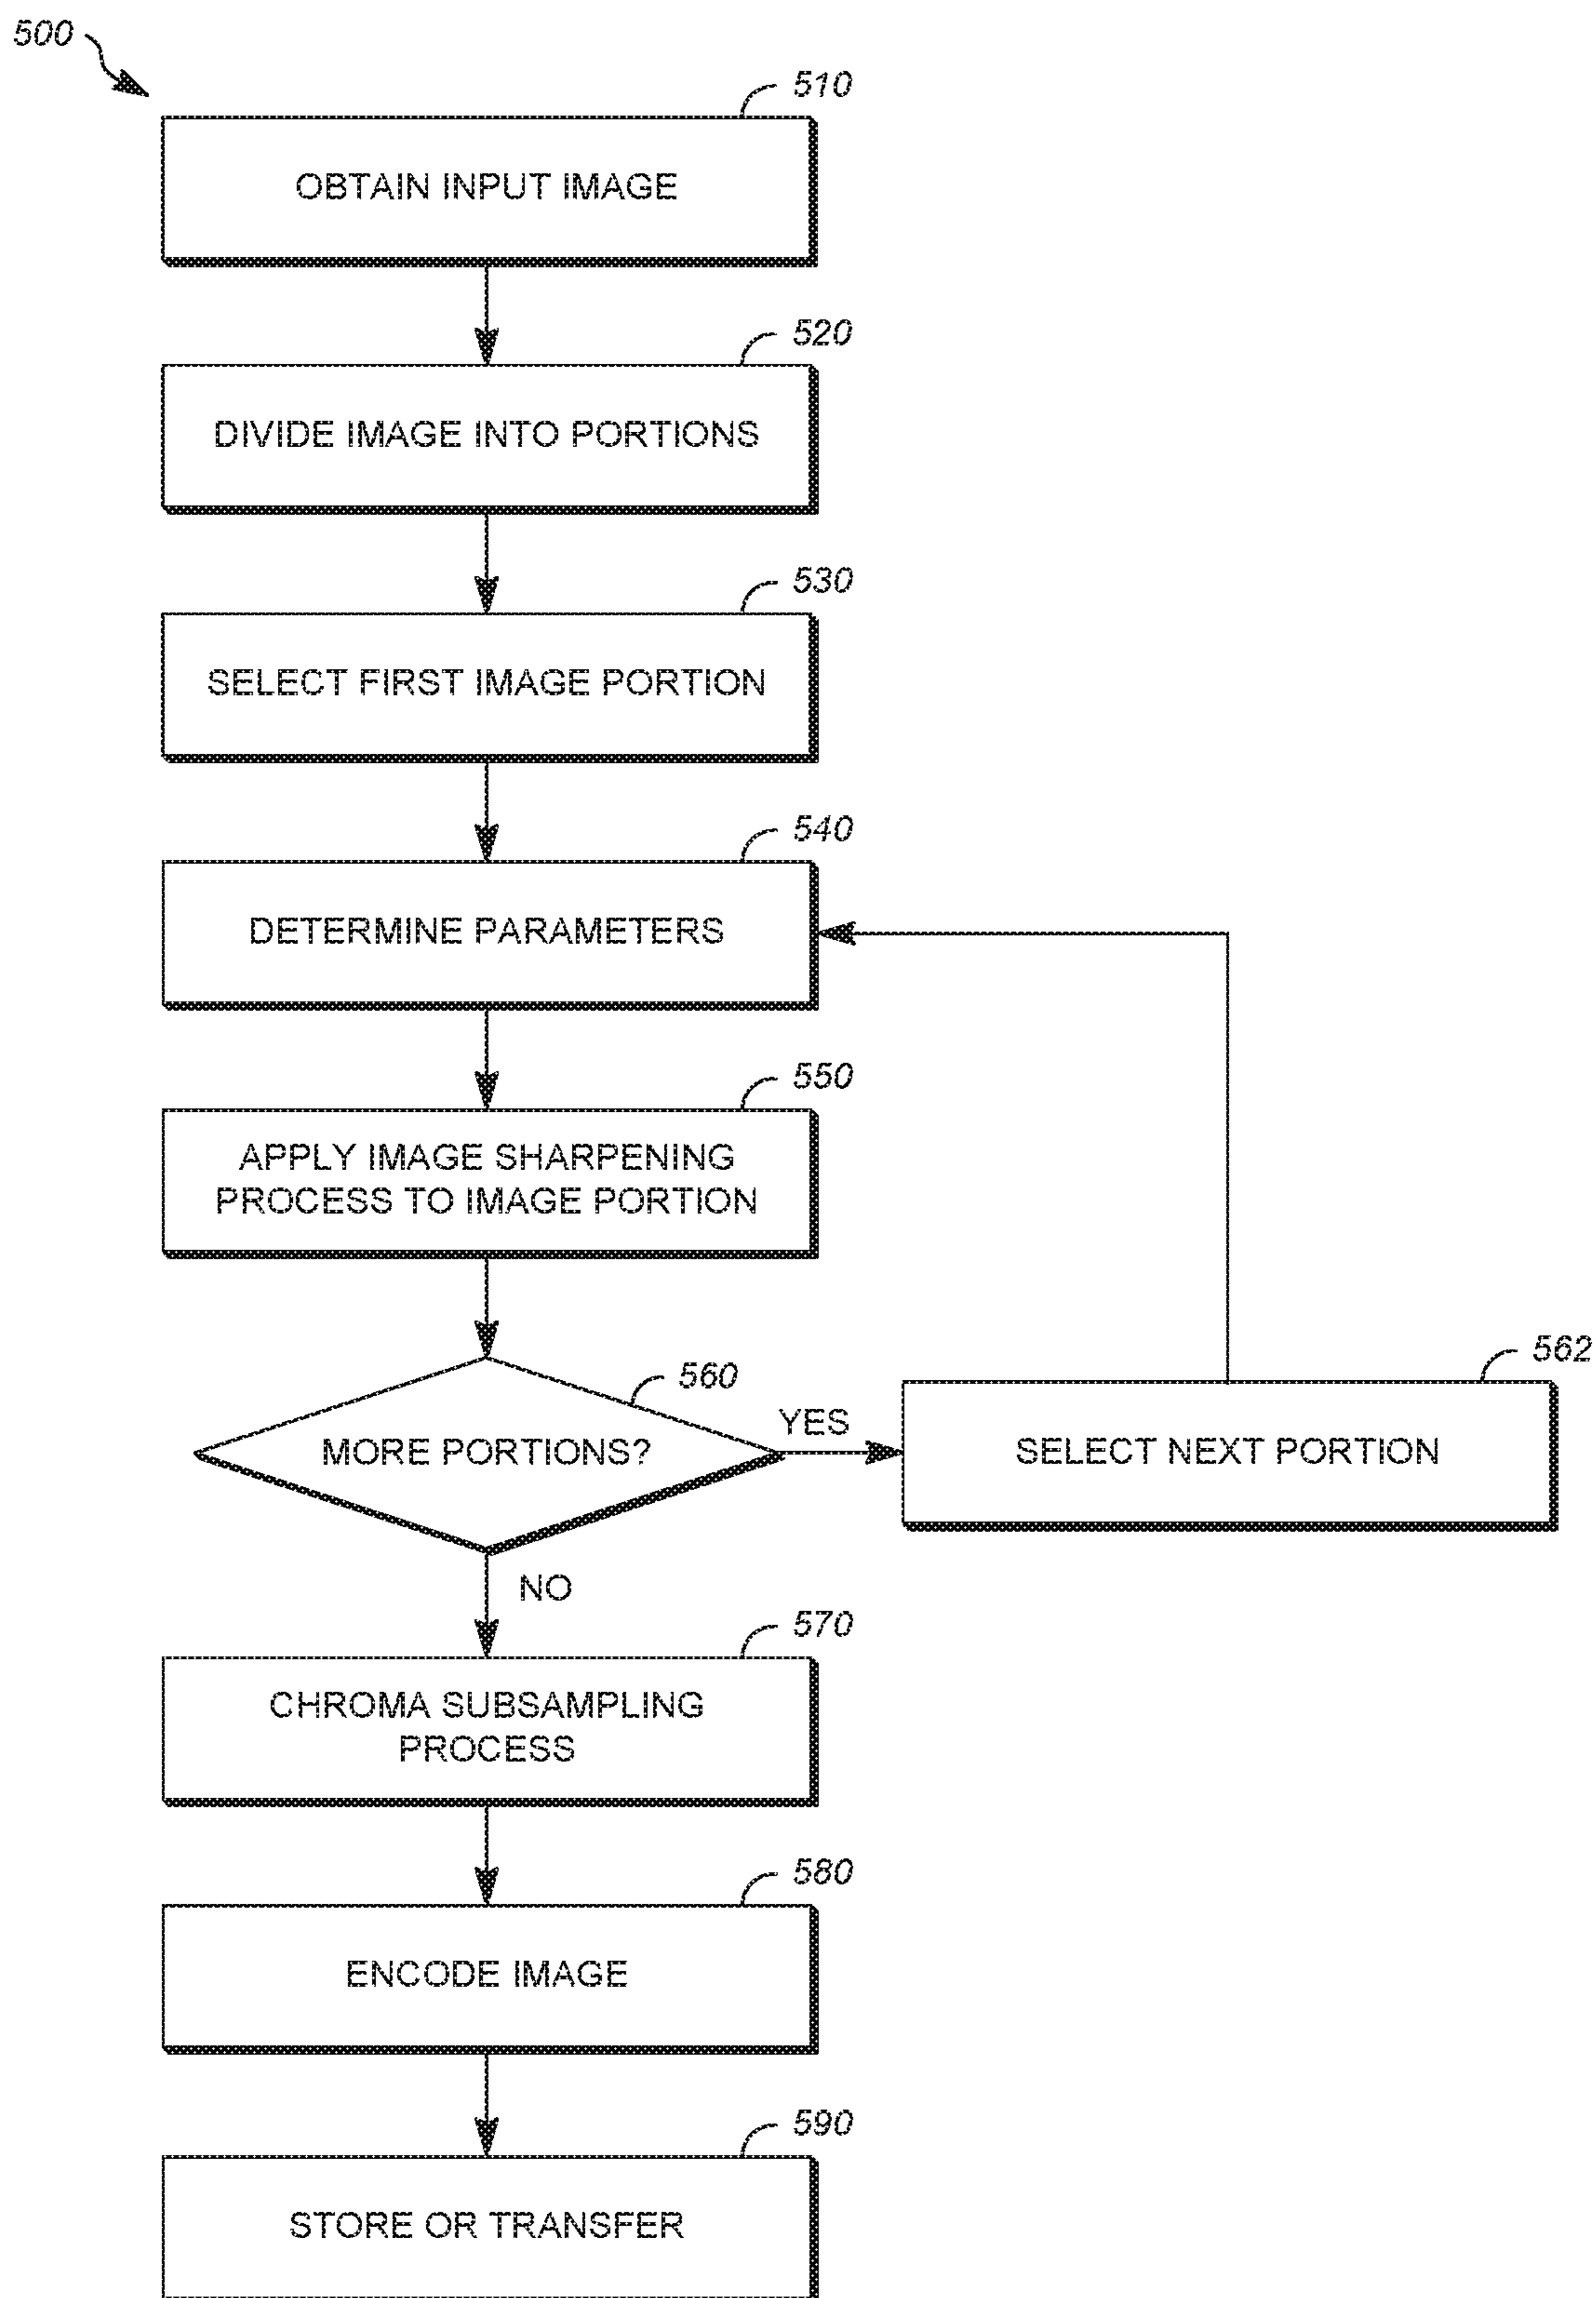 500
510
OBTAIN INPUT IMAGE
520
DIVIDE IMAGE INTO PORTIONS
530
SELECT FIRST IMAGE PORTION
540
DETERMINE PARAMETERS
550
APPLY IMAGE SHARPENING
PROCESS TO IMAGE PORTION
560
MORE PORTIONS?
YES
562
SELECT NEXT PORTION
NO
570
CHROMA SUBSAMPLING
PROCESS
580
ENCODE IMAGE
590
STORE OR TRANSFER